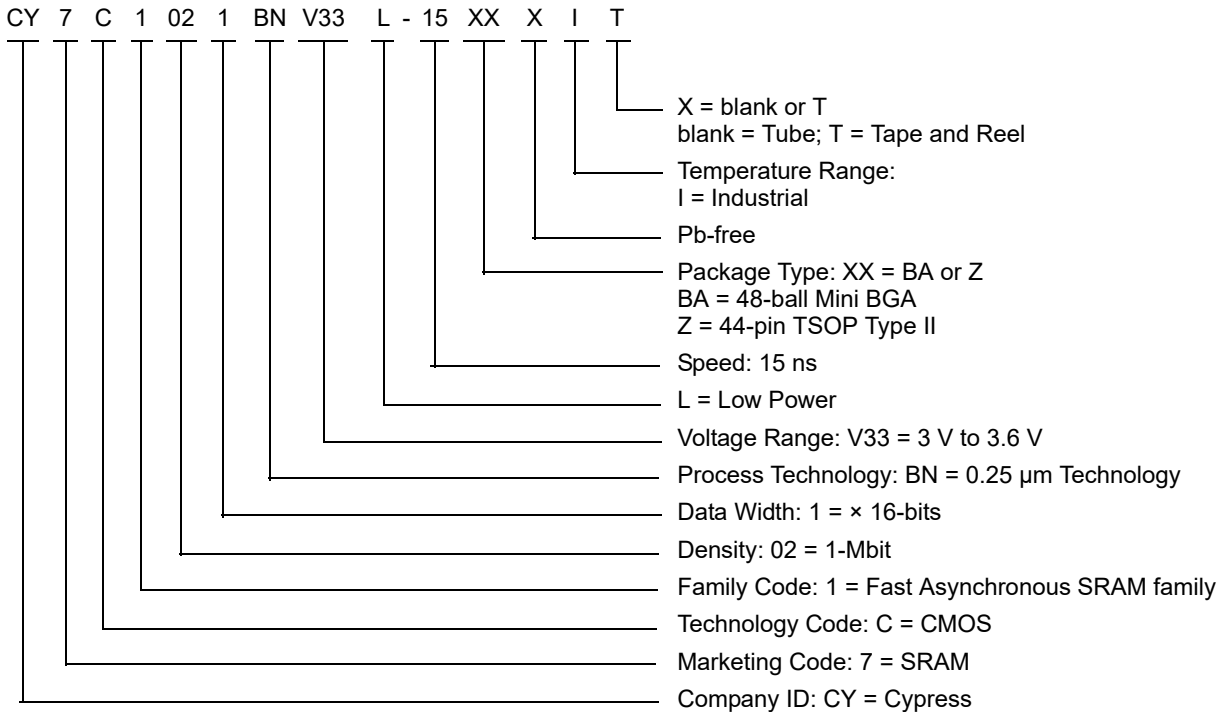 CY 7 C 1 02 1 BN V33 L - 15 XX X I T
X = blank or T
blank = Tube; T = Tape and Reel
Temperature Range:
I = Industrial
Pb-free
Package Type: XX = BA or Z
BA = 48-ball Mini BGA
Z = 44-pin TSOP Type II
Speed: 15 ns
L = Low Power
Voltage Range: V33 = 3 V to 3.6 V
Process Technology: BN = 0.25 µm Technology
Data Width: 1 = × 16-bits
Density: 02 = 1-Mbit
Family Code: 1 = Fast Asynchronous SRAM family
Technology Code: C = CMOS
Marketing Code: 7 = SRAM
Company ID: CY = Cypress